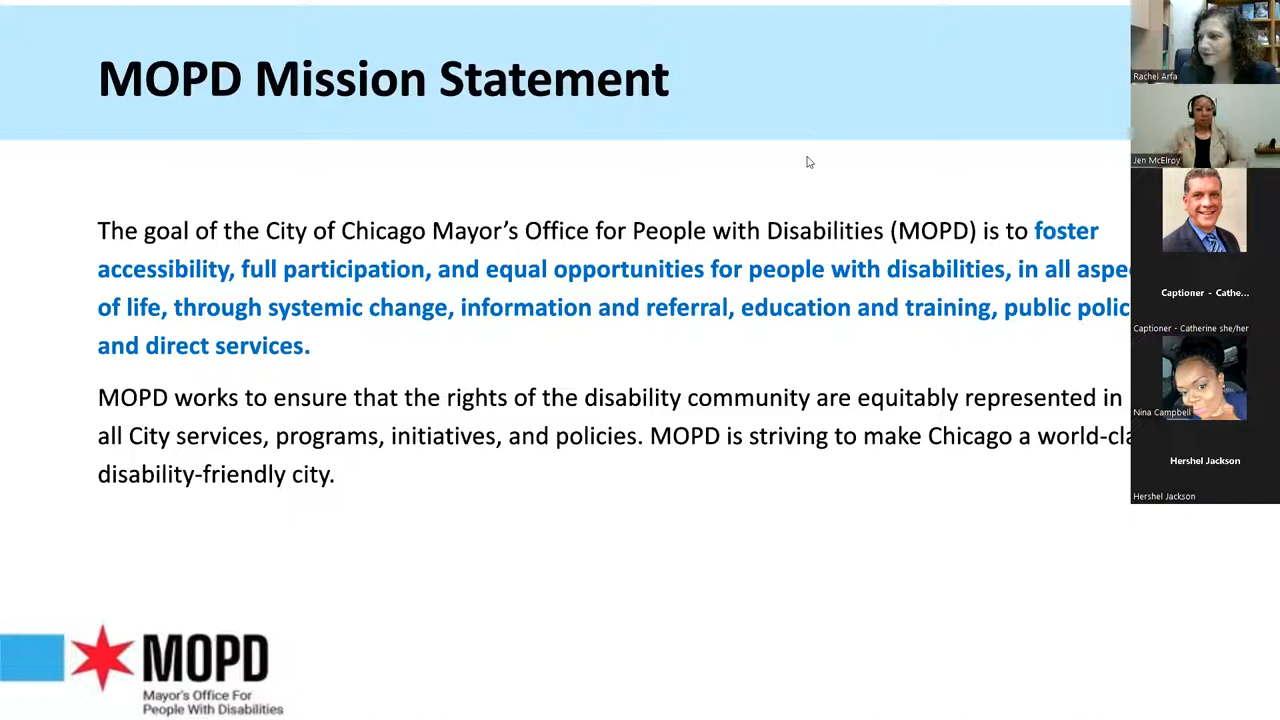 MOPD Mission Statement
The goal of the City of Chicago Mayor's Office for People with Disabilities (MOPD) is to foster
accessibility, full participation, and equal opportunities for people with disabilities, in all
of life, through systemic change, information and referral, education and training, public
and direct services.
MOPD works to ensure that the rights of the disability community are equitably represented in
all City services, programs, initiatives, and policies. MOPD is striving to make Chicago a
disability-friendly city.
MOPD
Mayor's Office For
People With Disabilities
Rachel Arfa
Jen McElroy
Captioner - Cathe...
Captioner - Catherine she/her
Nina Campbell
Hershel Jackson
Hershel Jackson